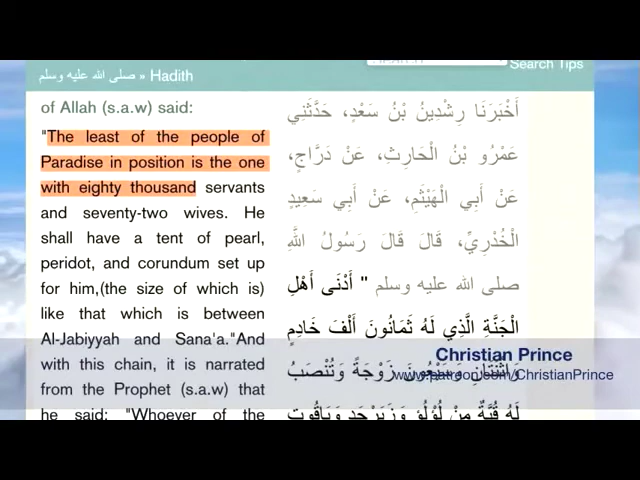 Search Tips
صلى الله عليه وسلم » Hadith
of Allah (s.a.w) said:
"The least of the people of
Paradise in position is the one
with eighty thousand servants
and seventy-two wives. He
shall have a tent of pearl,
peridot, and corundum set up
for him,(the size of which is)
like that which is between
Al-Jabiyyah and Sana'a."And
with this chain, it is narrated
from the Prophet (s.a.w) that
he said: "Whoever of the
أَخْبَرَنَا رِشْدِينُ بْنُ سَعْدٍ، حَدَّثَنِي
عَمْرُو بْنُ الْحَارِثِ، عَنْ دَرَّاجٍ،
عَنْ أَبِي الْهَيْثَمِ، عَنْ أَبِي سَعِيدٍ
الْخُدْرِيِّ، قَالَ قَالَ رَسُولُ اللَّهِ
صلى الله عليه وسلم " أَدْنَى أَهْلِ
الْجَنَّةِ الَّذِي لَهُ ثَمَانُونَ أَلْفَ خَادِمٍ
وَاثْنَتَانِ وَسَبْعُونَ زَوْجَةً وَتُنْصَبُ
لَهُ قُبَّةٌ مِنْ لُؤْلُؤٍ وَزَبَرْجَدٍ وَيَاقُوتٍ
Christian Prince
www.patreon.com/ChristianPrince